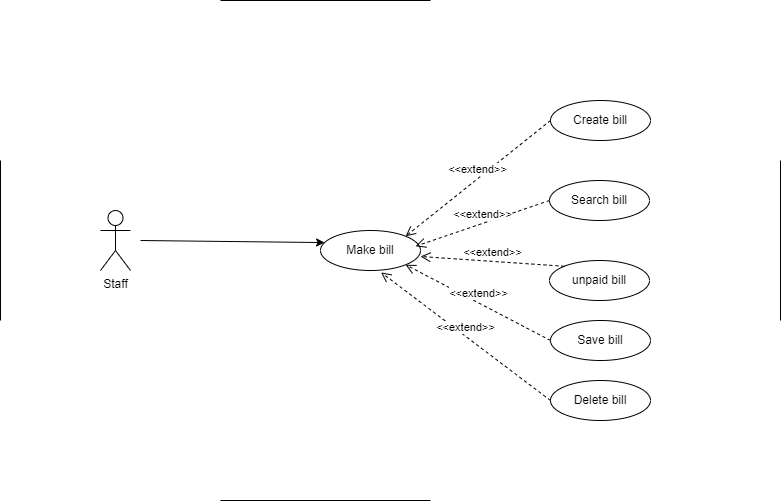 Create bill
<<extend>>
Search bill
<<extend>>
Make bill
<<extend>>
unpaid bill
Staff
<<extend>>
Save bill
<<extend>>
Delete bill